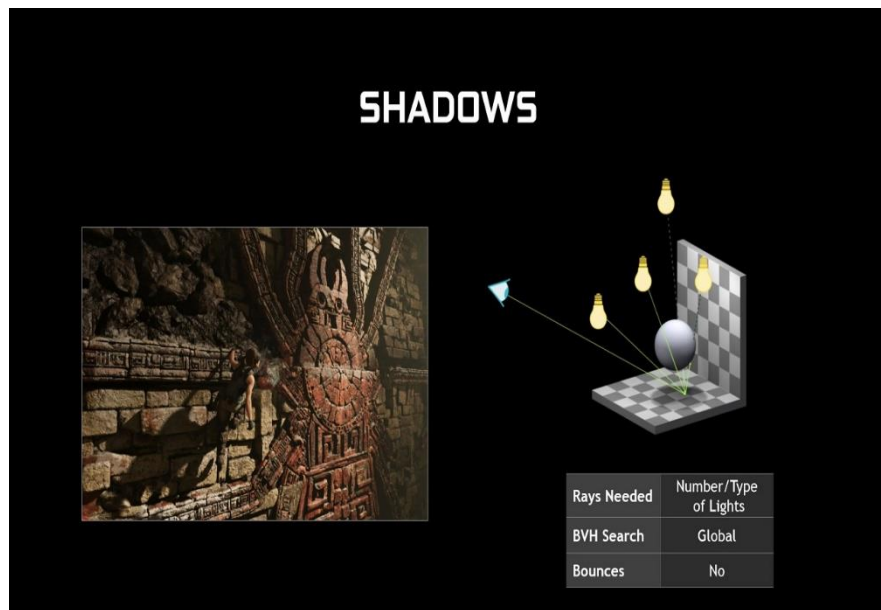 SHADOWS
Rays Needed
Number/Type
of Lights
BVH Search
Global
Bounces
No